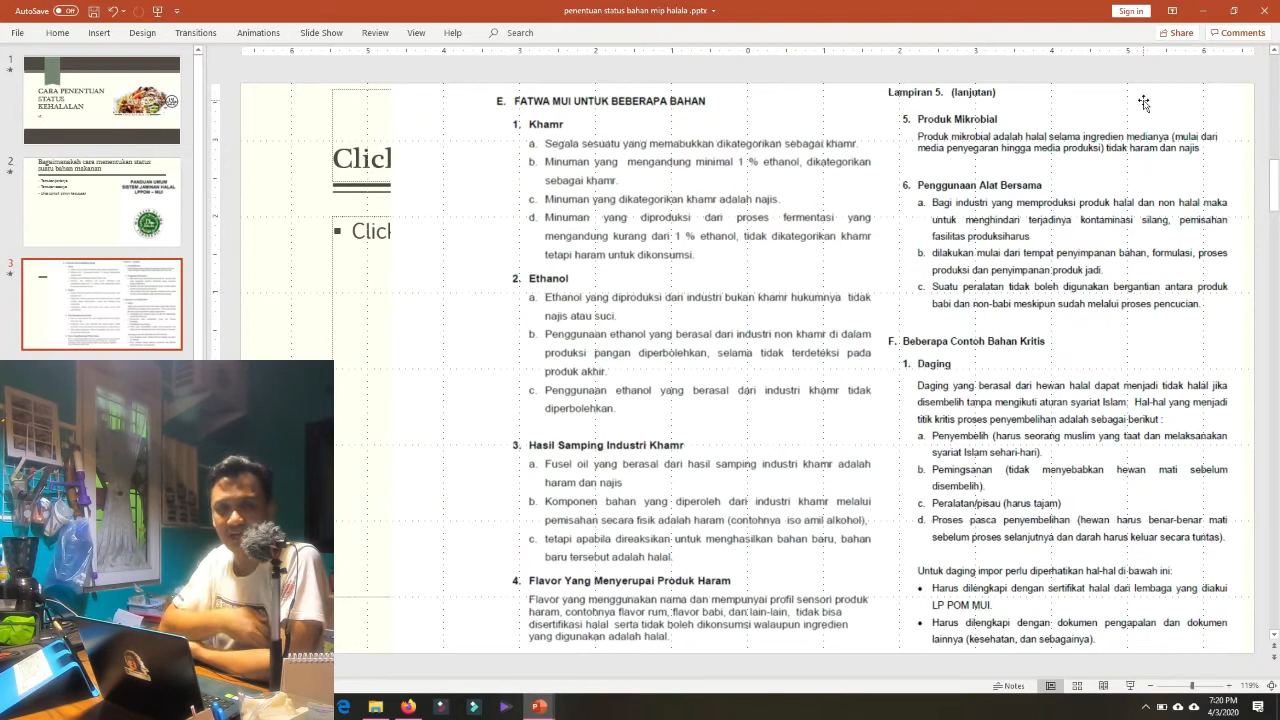 AutoSave Off
penentuan status bahan mip halala .pptx
Sign in
File Home Insert Design Transitions Animations Slide Show Review View Help Search
Share Comments
CARA PENENTUAN
STATUS
KEHALALAN
Bagaimanakah cara menentukan status
suatu bahan makanan
PANDUAN UMUM
SISTEM JAMINAN HALAL
LPPOM – MUI
Click
Click
E. FATWA MUI UNTUK BEBERAPA BAHAN
1. Khamr
a. Segala sesuatu yang memabukkan dikategorikan sebagai khamr.
b. Minuman yang mengandung minimal 1 % ethanol, dikategorikan
sebagai khamr.
c. Minuman yang dikategorikan khamr adalah najis.
d. Minuman yang diproduksi dari proses fermentasi yang
mengandung kurang dari 1 % ethanol, tidak dikategorikan khamr
tetapi haram untuk dikonsumsi.
2. Ethanol
a. Ethanol yang diproduksi dari industri bukan khamr hukumnya tidak
najis atau suci.
b. Penggunaan ethanol yang berasal dari industri non khamr di dalam
produksi pangan diperbolehkan, selama tidak terdeteksi pada
produk akhir.
c. Penggunaan ethanol yang berasal dari industri khamr tidak
diperbolehkan.
3. Hasil Samping Industri Khamr
a. Fusel oil yang berasal dari hasil samping industri khamr adalah
haram dan najis
b. Komponen bahan yang diperoleh dari industri khamr melalui
pemisahan secara fisik adalah haram (contohnya iso amil alkohol),
c. tetapi apabila direaksikan untuk menghasilkan bahan baru, bahan
baru tersebut adalah halal.
4. Flavor Yang Menyerupai Produk Haram
Flavor yang menggunakan nama dan mempunyai profil sensori produk
haram, contohnya flavor rum, flavor babi, dan lain-lain, tidak bisa
disertifikasi halal serta tidak boleh dikonsumsi walaupun ingredien
yang digunakan adalah halal.
Lampiran 5. (lanjutan)
5. Produk Mikrobial
Produk mikrobial adalah halal selama ingredien medianya (mulai dari
media penyegaran hingga media produksi) tidak haram dan najis .
6. Penggunaan Alat Bersama
a. Bagi industri yang memproduksi produk halal dan non halal maka
untuk menghindari terjadinya kontaminasi silang, pemisahan
fasilitas produksiharus
b. dilakukan mulai dari tempat penyimpanan bahan, formulasi, proses
produksi dan penyimpanan produk jadi.
c. Suatu peralatan tidak boleh digunakan bergantian antara produk
babi dan non-babi meskipun sudah melalui proses pencucian.
F. Beberapa Contoh Bahan Kritis
1. Daging
Daging yang berasal dari hewan halal dapat menjadi tidak halal jika
disembelih tanpa mengikuti aturan syariat Islam. Hal-hal yang menjadi
titik kritis proses penyembelihan adalah sebagai berikut :
a. Penyembelih (harus seorang muslim yang taat dan melaksanakan
syariat Islam sehari-hari).
b. Pemingsanan (tidak menyebabkan hewan mati sebelum
disembelih).
c. Peralatan/pisau (harus tajam)
d. Proses pasca penyembelihan (hewan harus benar-benar mati
sebelum proses selanjutnya dan darah harus keluar secara tuntas).
Untuk daging impor perlu diperhatikan hal-hal di bawah ini:
• Harus dilengkapi dengan sertifikat halal dari lembaga yang diakui
LP POM MUI.
• Harus dilengkapi dengan dokumen pengapalan dan dokumen
lainnya (kesehatan, dan sebagainya).
Notes
119%
7:20 PM
4/3/2020